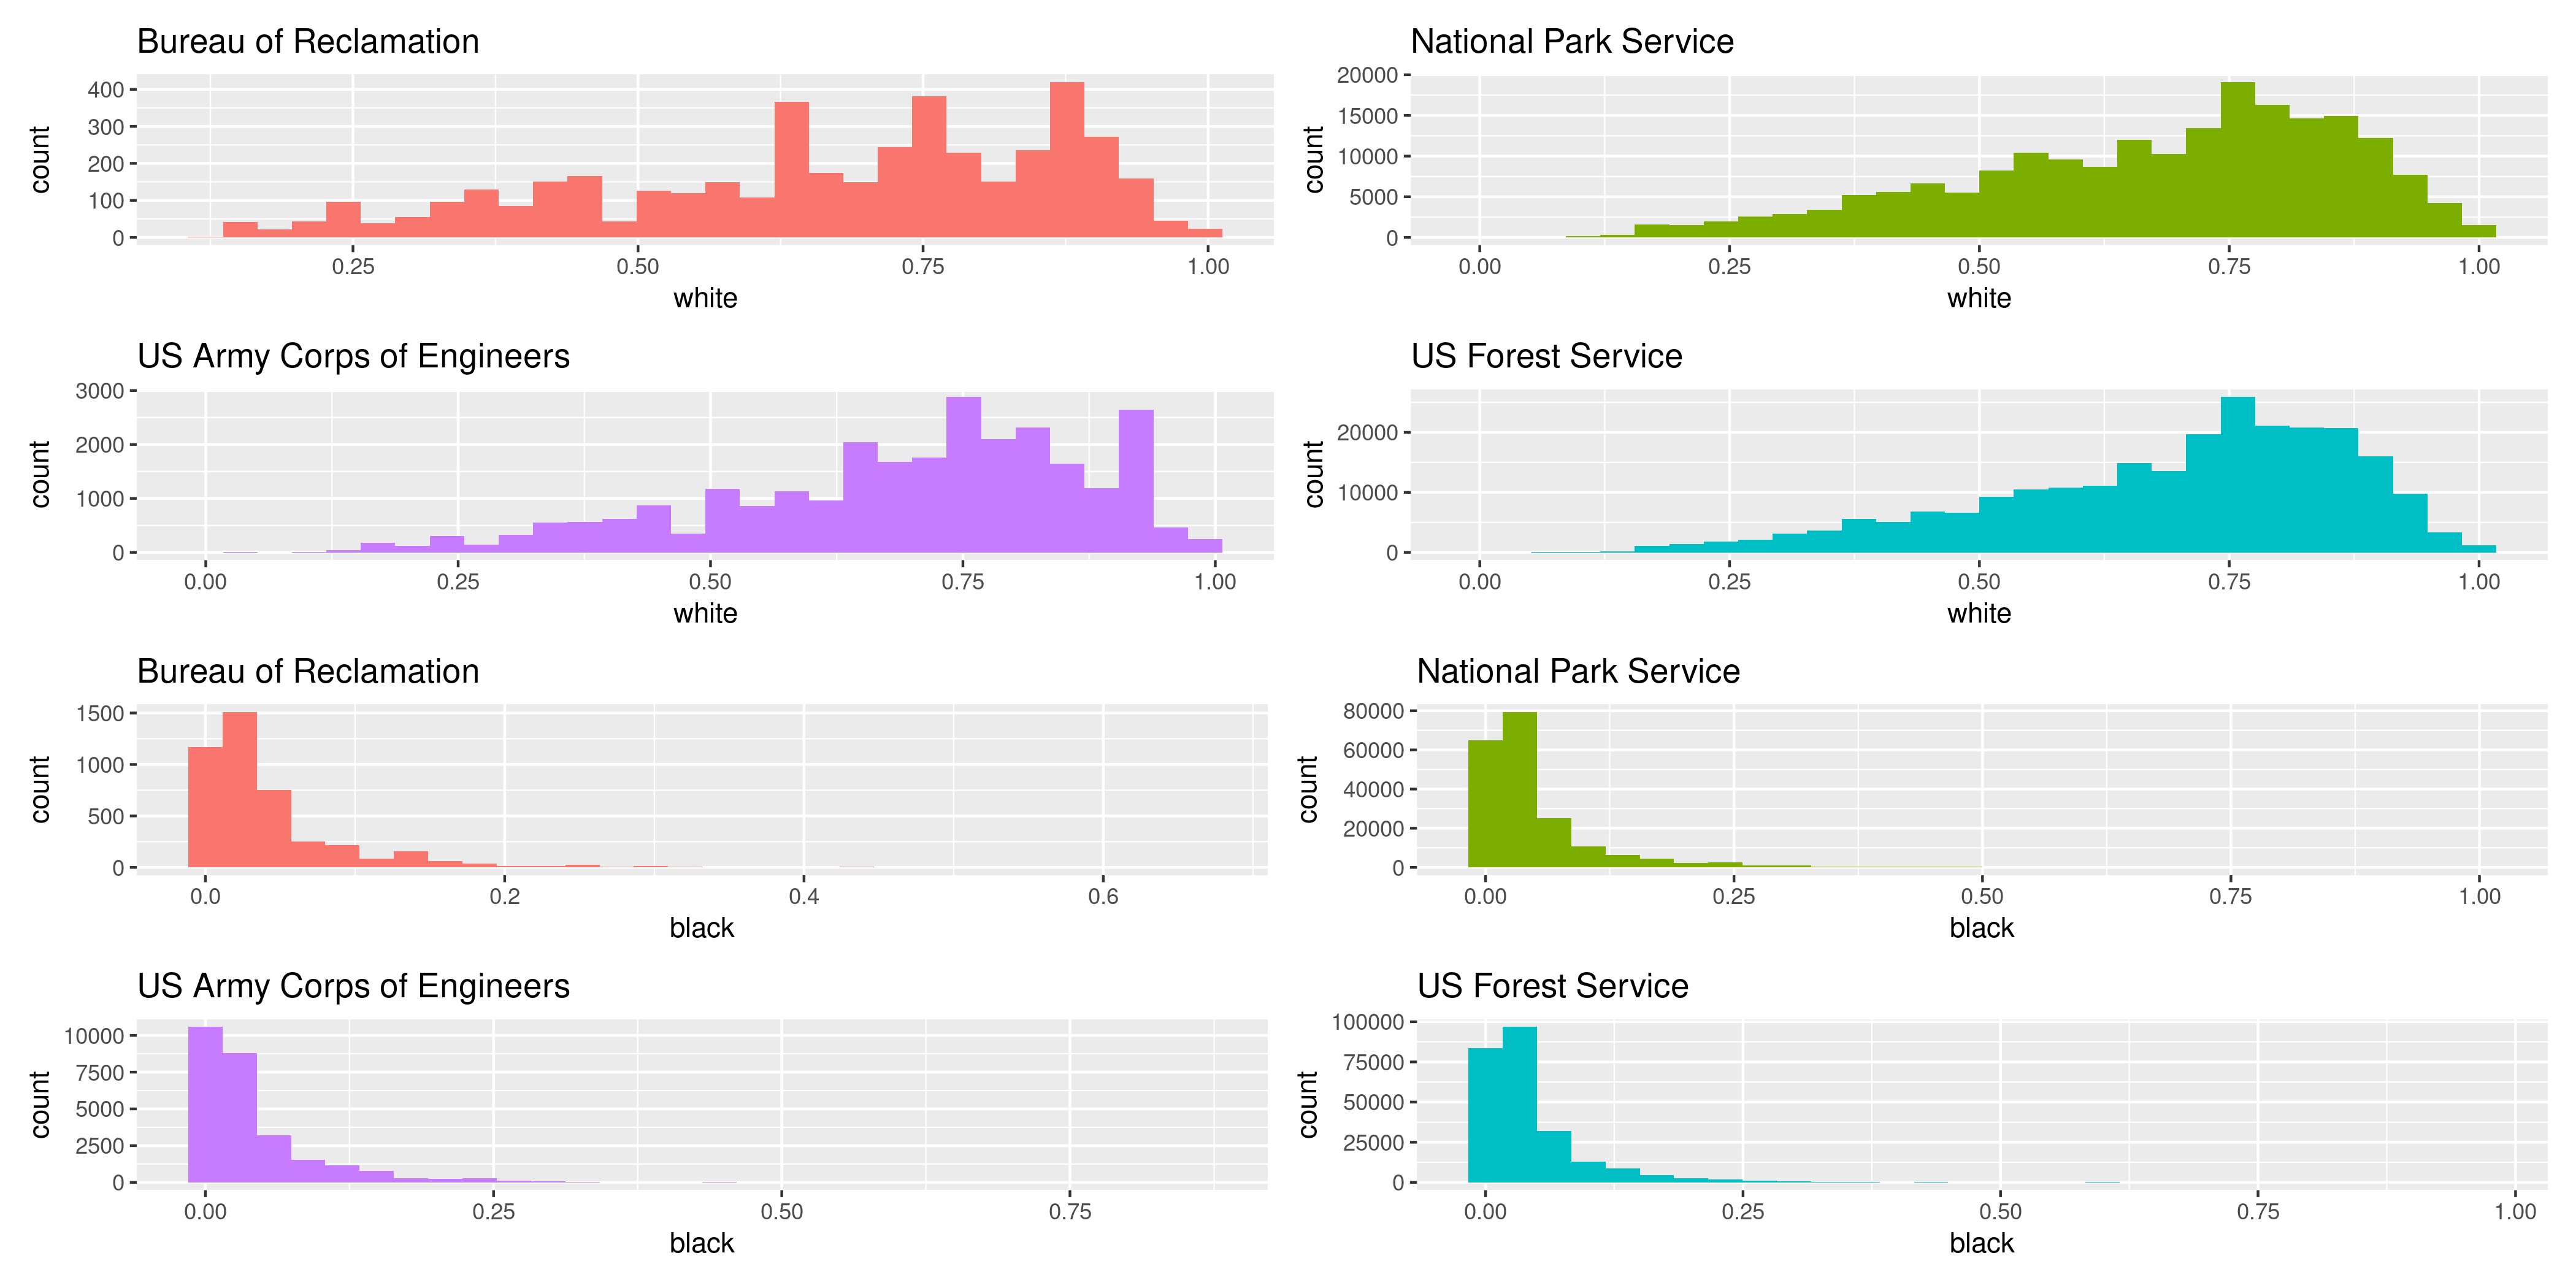 Bureau of Reclamation
400
300
200
100
0
count
0.25 0.50 0.75 1.00
white
National Park Service
20000
15000
10000
5000
0
count
0.00 0.25 0.50 0.75 1.00
white
US Army Corps of Engineers
3000
2000
1000
0
count
0.00 0.25 0.50 0.75 1.00
white
US Forest Service
20000
10000
0
count
0.00 0.25 0.50 0.75 1.00
white
Bureau of Reclamation
1500
1000
500
0
count
0.0 0.2 0.4 0.6
black
National Park Service
80000
60000
40000
20000
0
count
0.00 0.25 0.50 0.75 1.00
black
US Army Corps of Engineers
10000
7500
5000
2500
0
count
0.00 0.25 0.50 0.75
black
US Forest Service
100000
75000
50000
25000
0
count
0.00 0.25 0.50 0.75 1.00
black